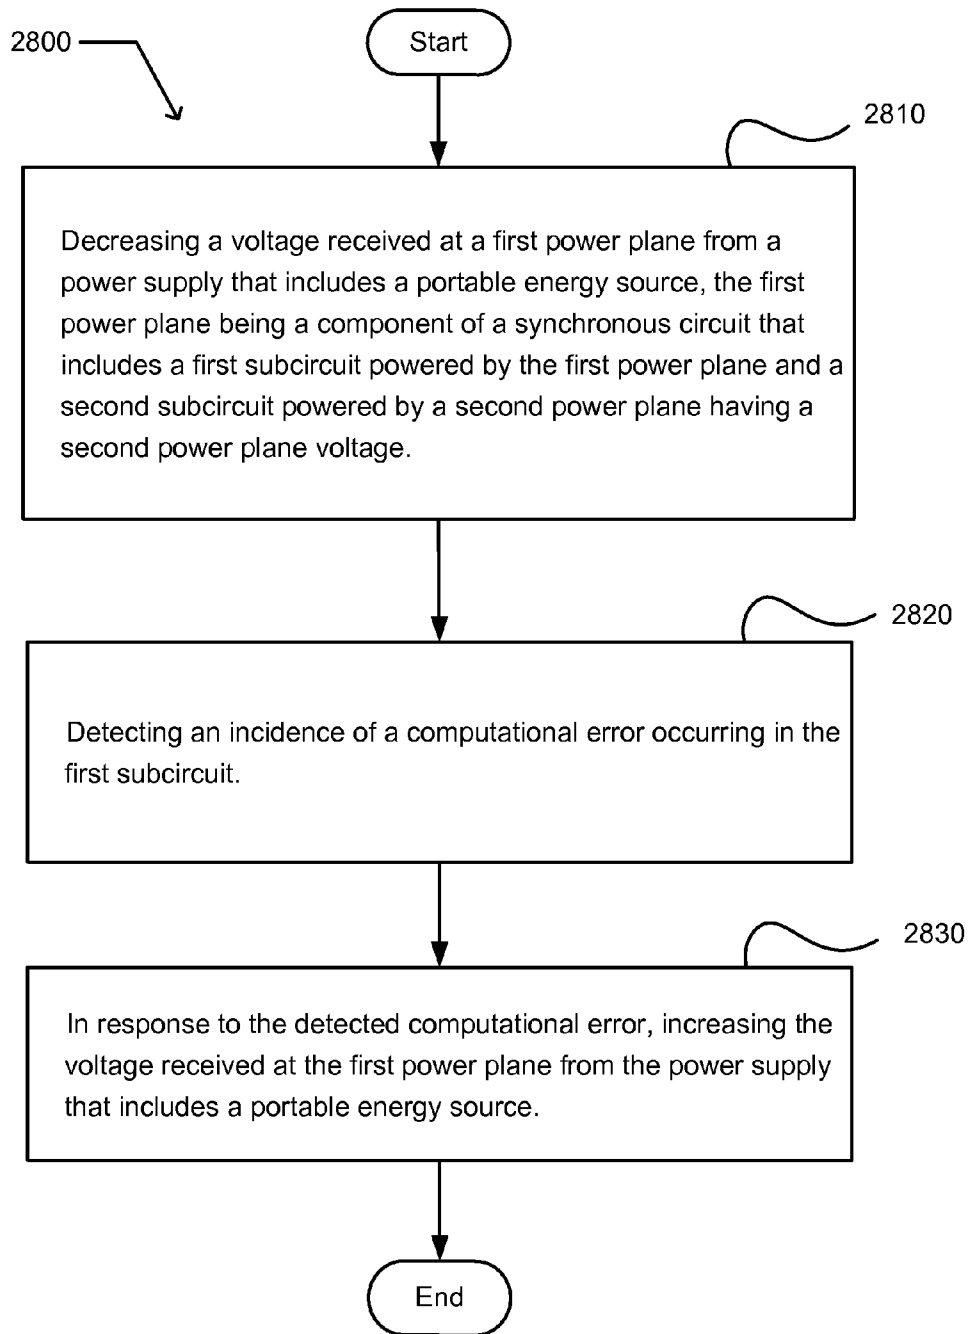 2800
Start
2810
Decreasing a voltage received at a first power plane from a
power supply that includes a portable energy source, the first
power plane being a component of a synchronous circuit that
includes a first subcircuit powered by the first power plane and a
second subcircuit powered by a second power plane having a
second power plane voltage.
2820
Detecting an incidence of a computational error occurring in the
first subcircuit.
2830
In response to the detected computational error, increasing the
voltage received at the first power plane from the power supply
that includes a portable energy source.
End